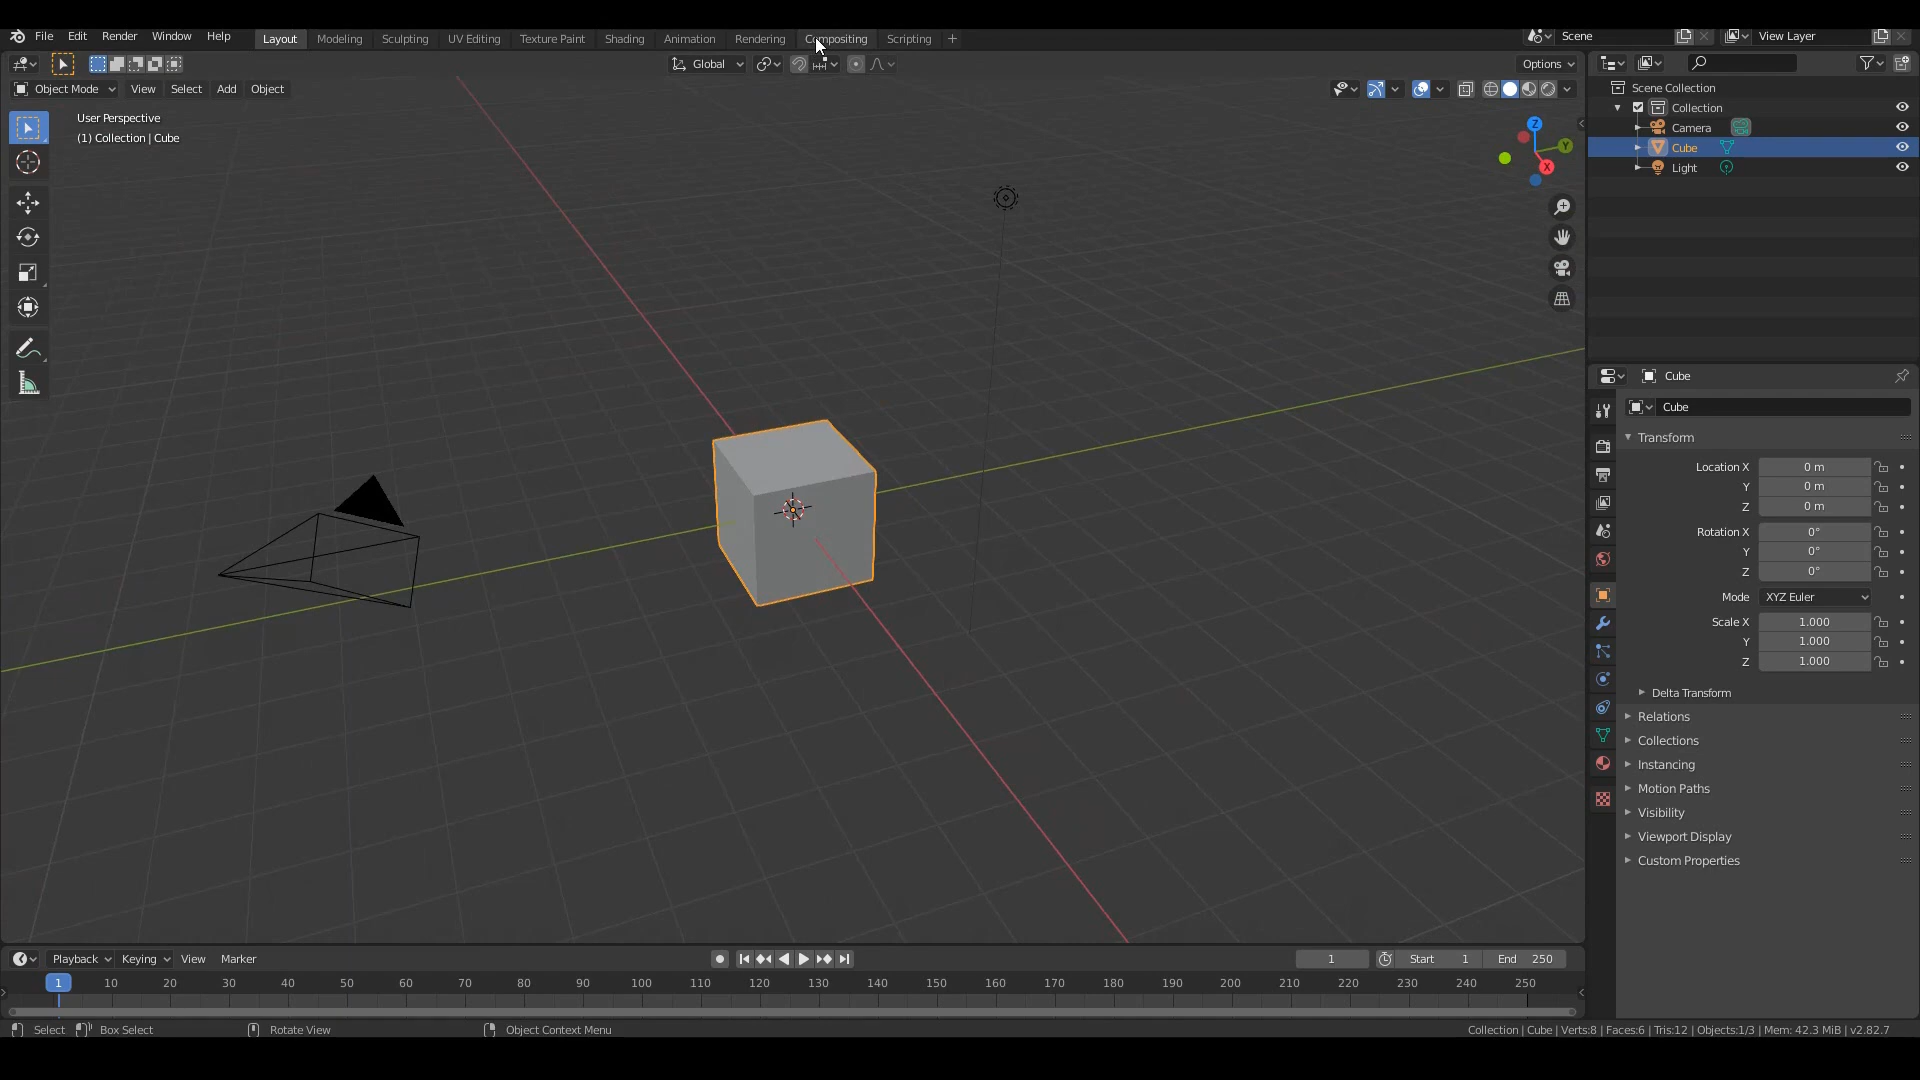 File Edit Render Window Help Layout Modeling Sculpting UV Editing Texture Paint Shading Animation Rendering Compositing Scripting + Scene View Layer
Global Options
Object Mode View Select Add Object
User Perspective
(1) Collection | Cube
Z
Y
X
Scene Collection
Collection
Camera
Cube
Light
Cube
Cube
Transform
Location X 0 m
Y 0 m
Z 0 m
Rotation X 0°
Y 0°
Z 0°
Mode XYZ Euler
Scale X 1.000
Y 1.000
Z 1.000
Delta Transform
Relations
Collections
Instancing
Motion Paths
Visibility
Viewport Display
Custom Properties
Playback Keying View Marker 1 Start 1 End 250
1 10 20 30 40 50 60 70 80 90 100 110 120 130 140 150 160 170 180 190 200 210 220 230 240 250
Select Box Select Rotate View Object Context Menu Collection | Cube | Verts:8 | Faces:6 | Tris:12 | Objects:1/3 | Mem: 42.3 MiB | v2.82.7